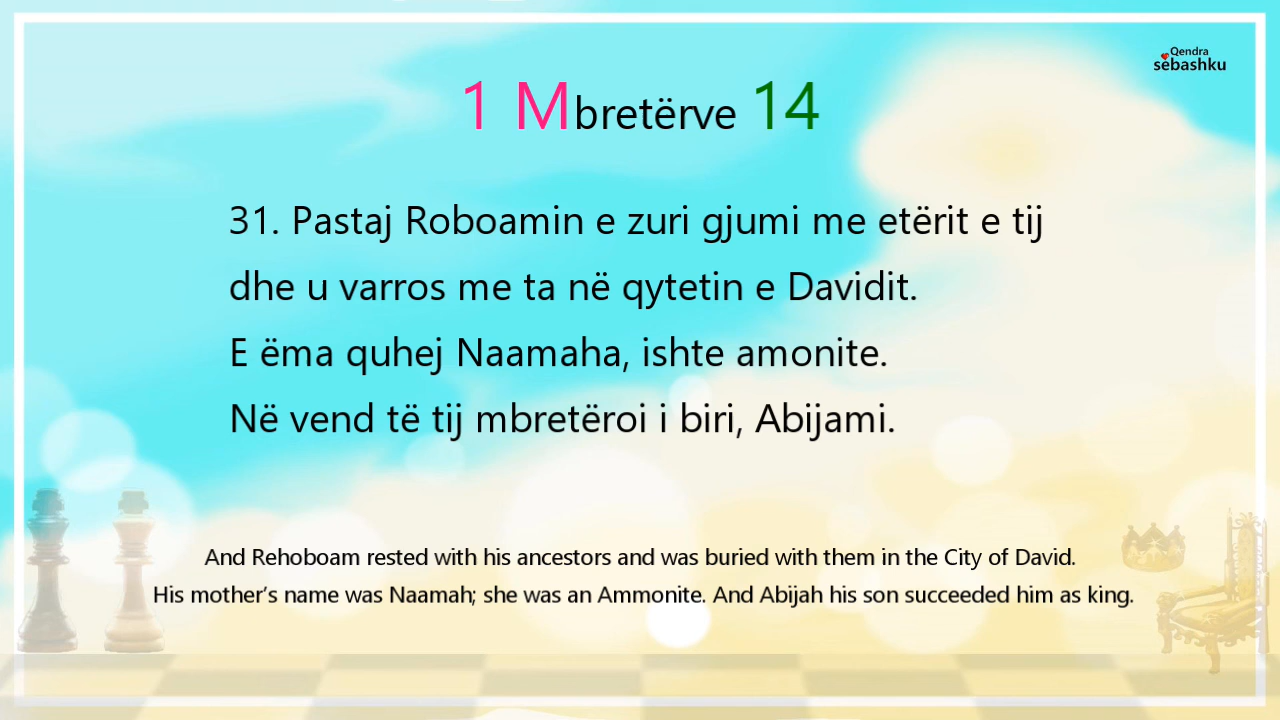 Qendra
sëbashku
1 Mbretërve 14
31. Pastaj Roboamin e zuri gjumi me etërit e tij
dhe u varros me ta në qytetin e Davidit.
E ëma quhej Naamaha, ishte amonite.
Në vend të tij mbretëroi i biri, Abijami.
And Rehoboam rested with his ancestors and was buried with them in the City of David.
His mother’s name was Naamah; she was an Ammonite. And Abijah his son succeeded him as king.